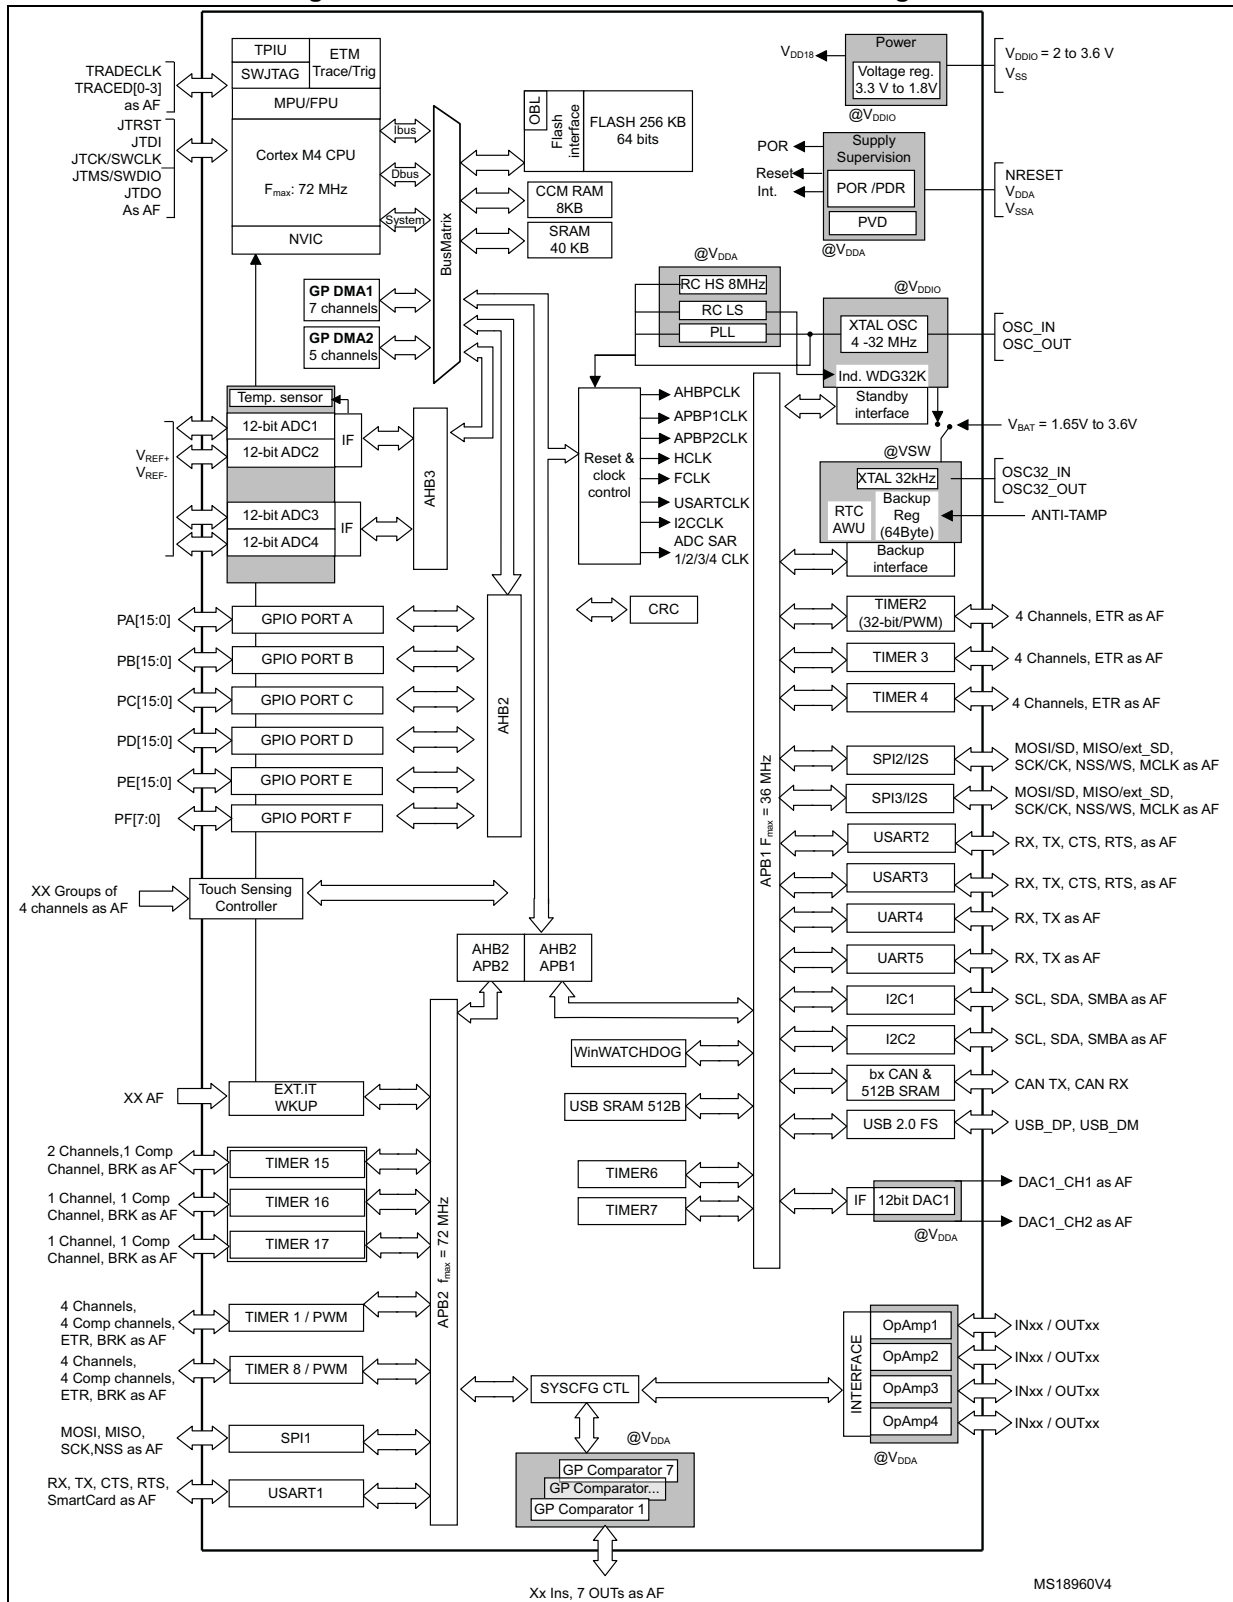 TPIU
ETM
Trace/Trig
SWJTAG
MPU/FPU
Cortex M4 CPU
Fmax: 72 MHz
NVIC
TRADECLK
TRACED[0-3]
as AF
JTRST
JTDI
JTCK/SWCLK
JTMS/SWDIO
JTDO
As AF
Ibus
Dbus
System
BusMatrix
OBL
Flash
interface
FLASH 256 KB
64 bits
CCM RAM
8KB
SRAM
40 KB
GP DMA1
7 channels
GP DMA2
5 channels
Power
Voltage reg.
3.3 V to 1.8V
VDD18
VDDIO = 2 to 3.6 V
VSS
@VDDIO
Supply
Supervision
POR /PDR
PVD
POR
Reset
Int.
NRESET
VDDA
VSSA
@VDDA
@VDDA
RC HS 8MHz
RC LS
PLL
@VDDIO
XTAL OSC
4 -32 MHz
Ind. WDG32K
Standby
interface
OSC_IN
OSC_OUT
VBAT = 1.65V to 3.6V
@VSW
XTAL 32kHz
RTC
AWU
Backup
Reg
(64Byte)
Backup
interface
OSC32_IN
OSC32_OUT
ANTI-TAMP
Reset &
clock
control
AHBPCLK
APBP1CLK
APBP2CLK
HCLK
FCLK
USARTCLK
I2CCLK
ADC SAR
1/2/3/4 CLK
CRC
Temp. sensor
12-bit ADC1
12-bit ADC2
IF
VREF+
VREF-
12-bit ADC3
12-bit ADC4
IF
AHB3
PA[15:0]
GPIO PORT A
PB[15:0]
GPIO PORT B
PC[15:0]
GPIO PORT C
PD[15:0]
GPIO PORT D
PE[15:0]
GPIO PORT E
PF[7:0]
GPIO PORT F
AHB2
XX Groups of
4 channels as AF
Touch Sensing
Controller
AHB2
APB2
AHB2
APB1
APB1 Fmax = 36 MHz
TIMER2
(32-bit/PWM)
4 Channels, ETR as AF
TIMER 3
4 Channels, ETR as AF
TIMER 4
4 Channels, ETR as AF
SPI2/I2S
MOSI/SD, MISO/ext_SD,
SCK/CK, NSS/WS, MCLK as AF
SPI3/I2S
MOSI/SD, MISO/ext_SD,
SCK/CK, NSS/WS, MCLK as AF
USART2
RX, TX, CTS, RTS, as AF
USART3
RX, TX, CTS, RTS, as AF
UART4
RX, TX as AF
UART5
RX, TX as AF
I2C1
SCL, SDA, SMBA as AF
I2C2
SCL, SDA, SMBA as AF
bx CAN &
512B SRAM
CAN TX, CAN RX
USB 2.0 FS
USB_DP, USB_DM
IF
12bit DAC1
DAC1_CH1 as AF
DAC1_CH2 as AF
@VDDA
WinWATCHDOG
USB SRAM 512B
TIMER6
TIMER7
XX AF
EXT.IT
WKUP
2 Channels,1 Comp
Channel, BRK as AF
TIMER 15
1 Channel, 1 Comp
Channel, BRK as AF
TIMER 16
1 Channel, 1 Comp
Channel, BRK as AF
TIMER 17
4 Channels,
4 Comp channels,
ETR, BRK as AF
TIMER 1 / PWM
4 Channels,
4 Comp channels,
ETR, BRK as AF
TIMER 8 / PWM
MOSI, MISO,
SCK,NSS as AF
SPI1
RX, TX, CTS, RTS,
SmartCard as AF
USART1
APB2 fmax = 72 MHz
SYSCFG CTL
@VDDA
GP Comparator 7
GP Comparator...
GP Comparator 1
Xx Ins, 7 OUTs as AF
INTERFACE
OpAmp1
INxx / OUTxx
OpAmp2
INxx / OUTxx
OpAmp3
INxx / OUTxx
OpAmp4
INxx / OUTxx
@VDDA
MS18960V4